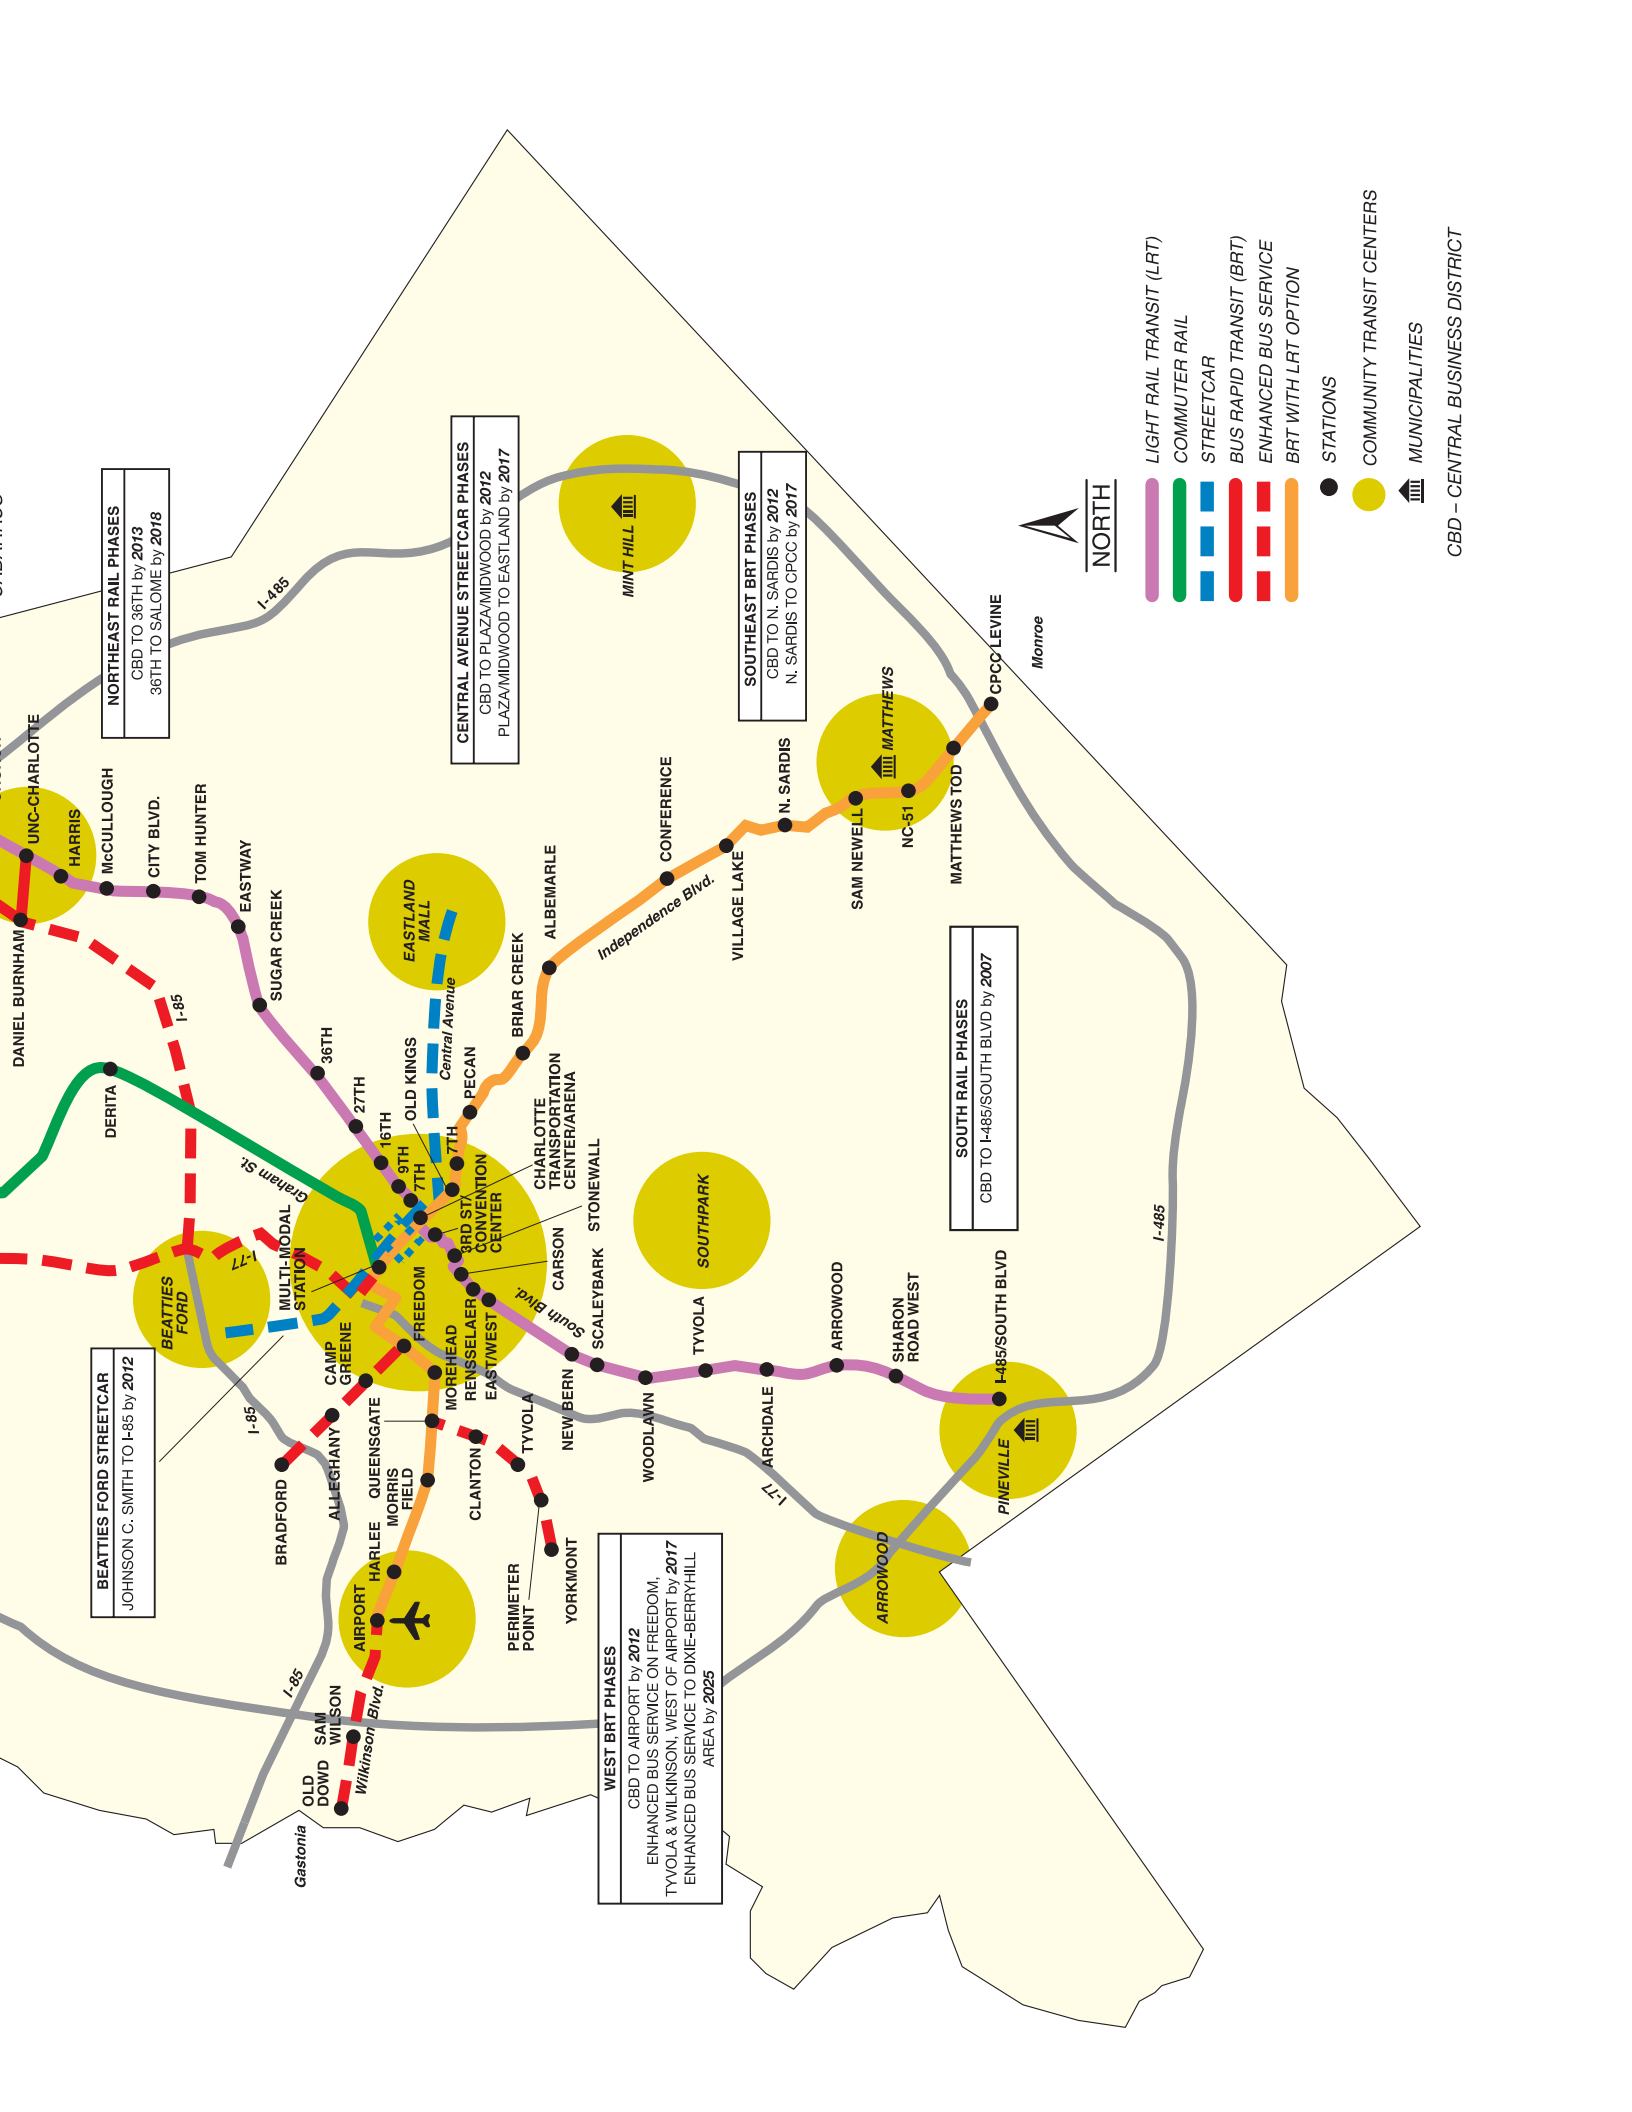 NORTHEAST RAIL PHASES
CBD TO 36TH by 2013
36TH TO SALOME by 2018
CENTRAL AVENUE STREETCAR PHASES
CBD TO PLAZA/MIDWOOD by 2012
PLAZA/MIDWOOD TO EASTLAND by 2017
SOUTHEAST BRT PHASES
CBD TO N. SARDIS by 2012
N. SARDIS TO CPCC by 2017
SOUTH RAIL PHASES
CBD TO I-485/SOUTH BLVD by 2007
BEATTIES FORD STREETCAR
JOHNSON C. SMITH TO I-85 by 2012
WEST BRT PHASES
CBD TO AIRPORT by 2012
ENHANCED BUS SERVICE ON FREEDOM,
TYVOLA & WILKINSON, WEST OF AIRPORT by 2017
ENHANCED BUS SERVICE TO DIXIE-BERRYHILL
AREA by 2025
NORTH
LIGHT RAIL TRANSIT (LRT)
COMMUTER RAIL
STREETCAR
BUS RAPID TRANSIT (BRT)
ENHANCED BUS SERVICE
BRT WITH LRT OPTION
STATIONS
COMMUNITY TRANSIT CENTERS
MUNICIPALITIES
CBD – CENTRAL BUSINESS DISTRICT
UNC-CHARLOTTE
HARRIS
McCULLOUGH
CITY BLVD.
TOM HUNTER
EASTWAY
SUGAR CREEK
36TH
27TH
16TH
9TH
7TH
DANIEL BURNHAM
I-85
DERITA
Graham St.
I-485
MINT HILL
EASTLAND
MALL
Central Avenue
OLD KINGS
7TH
PECAN
BRIAR CREEK
ALBEMARLE
Independence Blvd.
CONFERENCE
VILLAGE LAKE
N. SARDIS
SAM NEWELL
MATTHEWS
NC-51
MATTHEWS TOD
CPCC LEVINE
Monroe
CHARLOTTE
TRANSPORTATION
CENTER/ARENA
3RD ST/
CONVENTION
CENTER
STONEWALL
CARSON
MULTI-MODAL
STATION
I-77
BEATTIES
FORD
FREEDOM
CAMP
GREENE
ALLEGHANY
BRADFORD
I-85
MOREHEAD
RENSSELAER
EAST/WEST
South Blvd.
NEW BERN
SCALEYBARK
WOODLAWN
TYVOLA
ARCHDALE
ARROWOOD
SHARON
ROAD WEST
I-485/SOUTH BLVD
PINEVILLE
I-485
SOUTHPARK
I-77
ARROWOOD
QUEENSGATE
MORRIS
FIELD
HARLEE
AIRPORT
CLANTON
TYVOLA
PERIMETER
POINT
YORKMONT
SAM
WILSON
OLD
DOWD
Wilkinson Blvd.
I-85
Gastonia